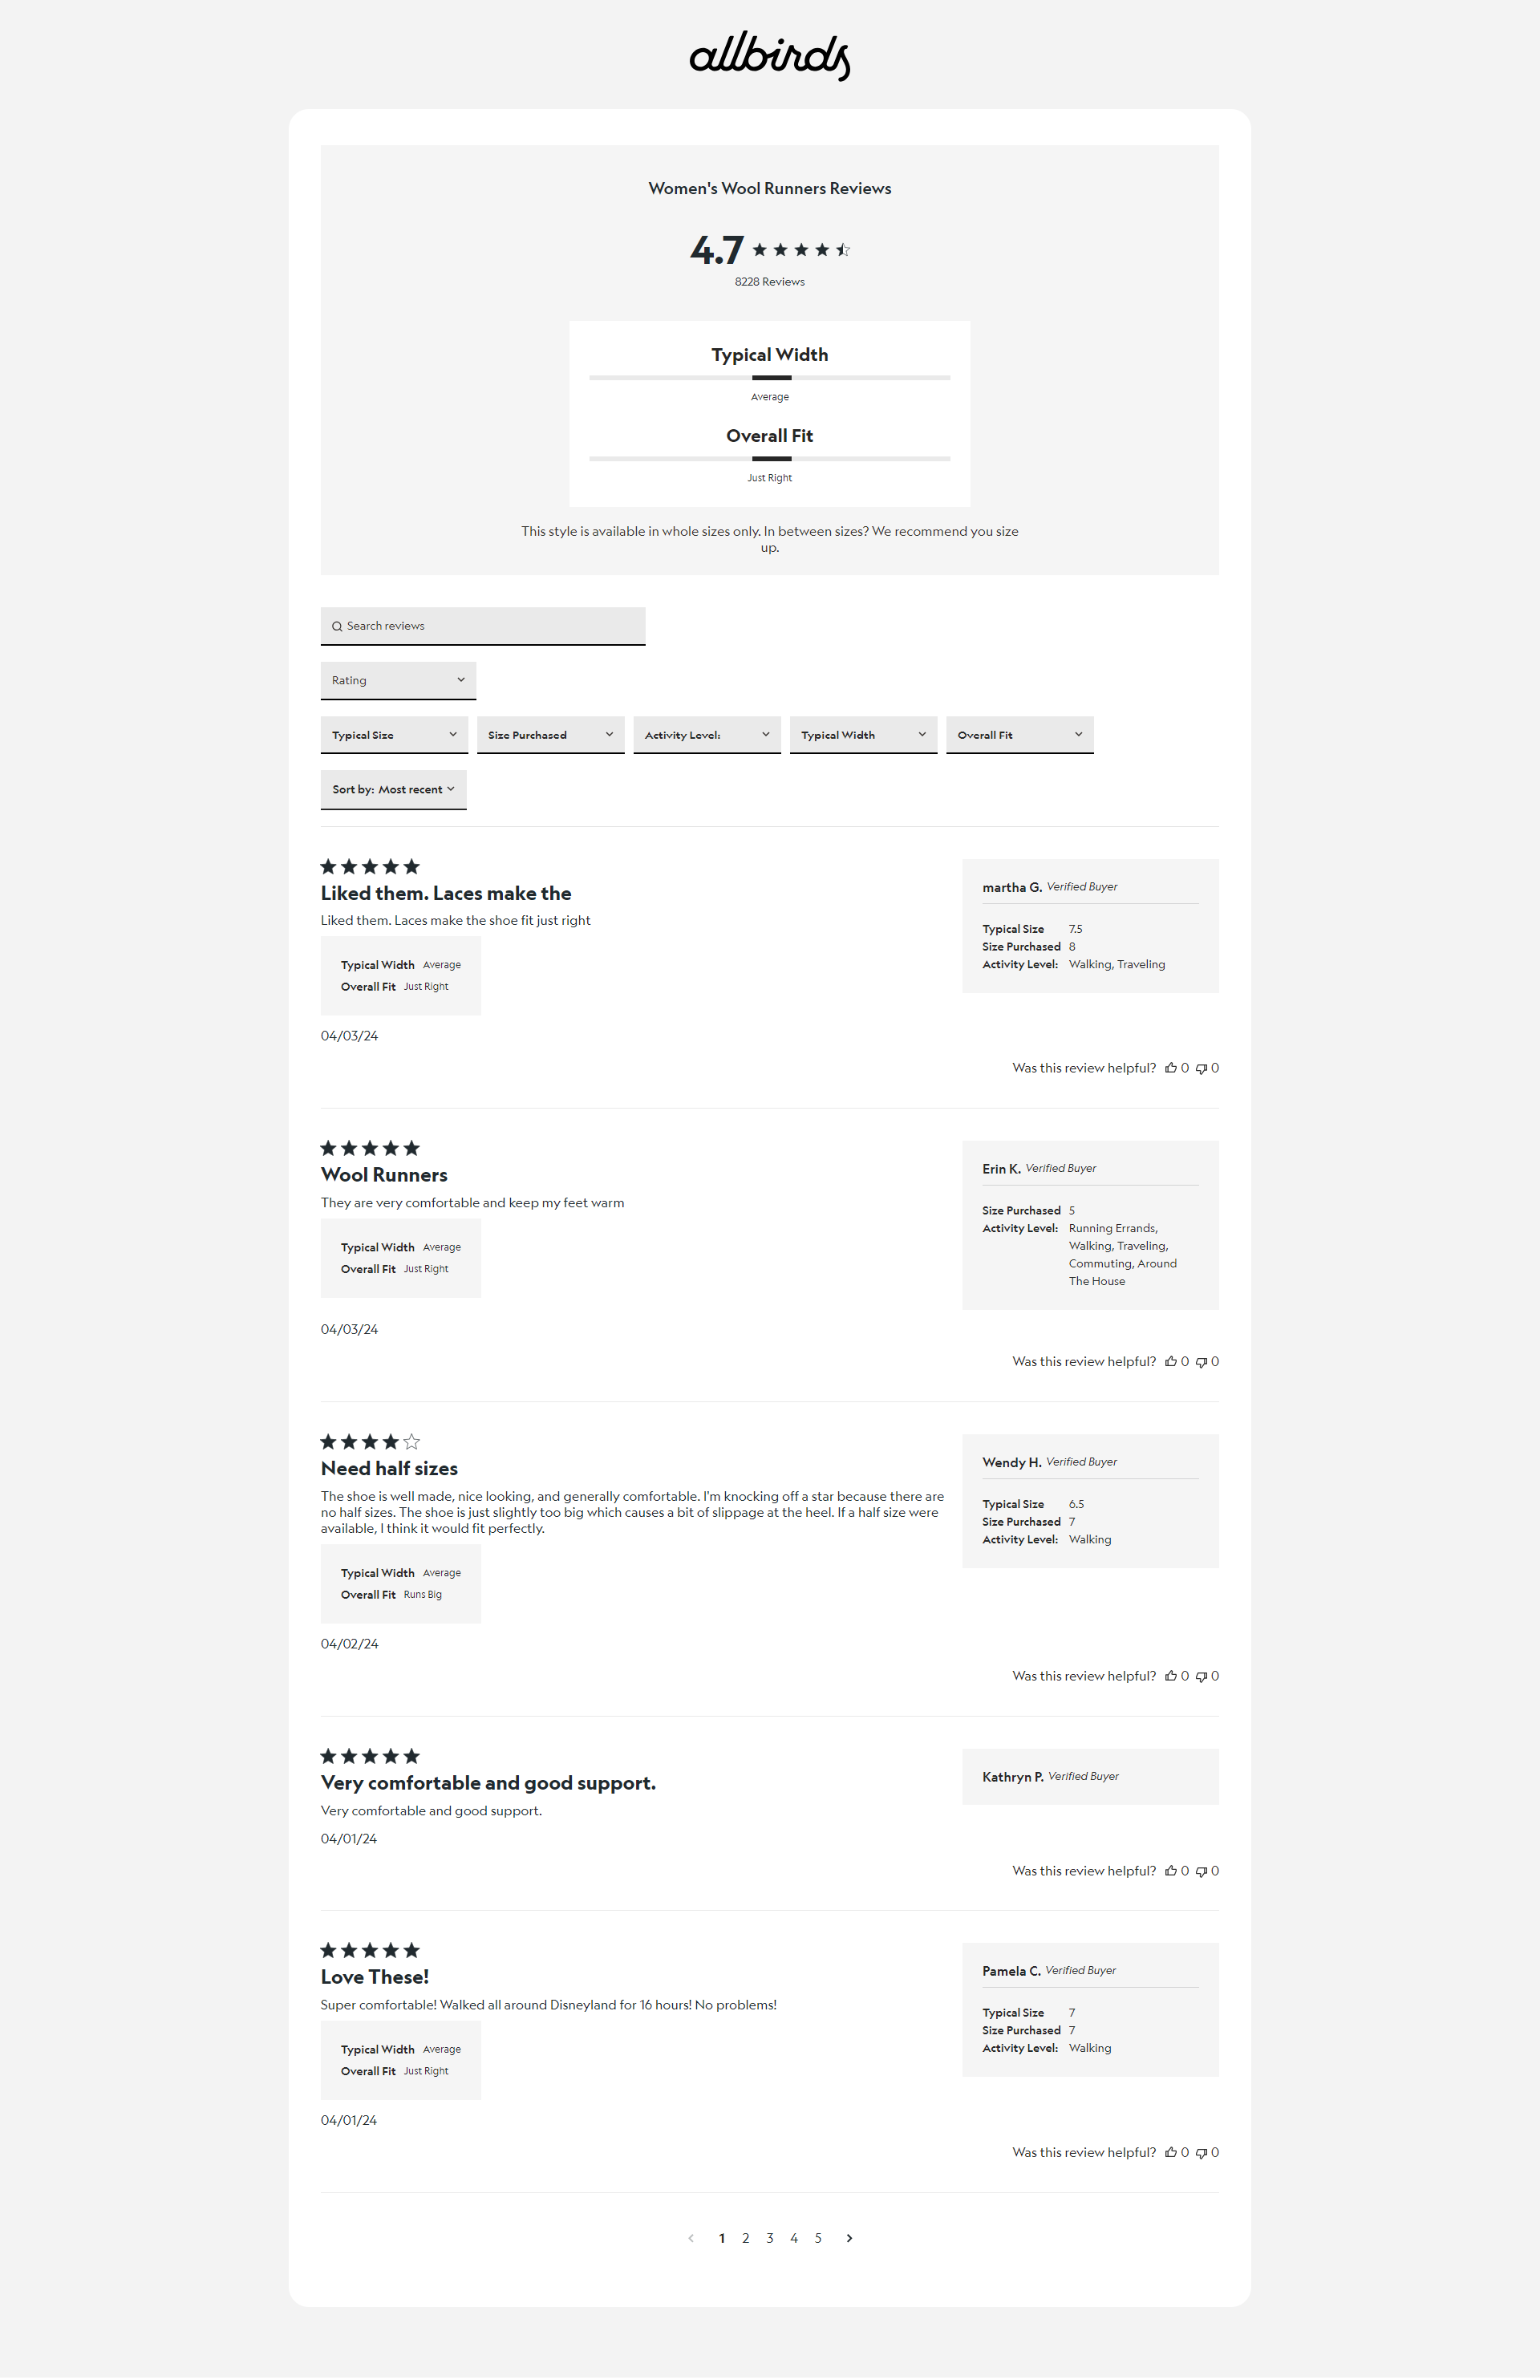 allbirds
Women's Wool Runners Reviews
4.7
8228 Reviews
Typical Width
Average
Overall Fit
Just Right
This style is available in whole sizes only. In between sizes? We recommend you size
up.
Search reviews
Rating
Typical Size
Size Purchased
Activity Level:
Typical Width
Overall Fit
Sort by: Most recent
Liked them. Laces make the
Liked them. Laces make the shoe fit just right
Typical Width Average
Overall Fit Just Right
04/03/24
martha G. Verified Buyer
Typical Size 7.5
Size Purchased 8
Activity Level: Walking, Traveling
Was this review helpful? 0 0
Wool Runners
They are very comfortable and keep my feet warm
Typical Width Average
Overall Fit Just Right
04/03/24
Erin K. Verified Buyer
Size Purchased 5
Activity Level: Running Errands,
Walking, Traveling,
Commuting, Around
The House
Was this review helpful? 0 0
Need half sizes
The shoe is well made, nice looking, and generally comfortable. I'm knocking off a star because there are
no half sizes. The shoe is just slightly too big which causes a bit of slippage at the heel. If a half size were
available, I think it would fit perfectly.
Typical Width Average
Overall Fit Runs Big
04/02/24
Wendy H. Verified Buyer
Typical Size 6.5
Size Purchased 7
Activity Level: Walking
Was this review helpful? 0 0
Very comfortable and good support.
Very comfortable and good support.
04/01/24
Kathryn P. Verified Buyer
Was this review helpful? 0 0
Love These!
Super comfortable! Walked all around Disneyland for 16 hours! No problems!
Typical Width Average
Overall Fit Just Right
04/01/24
Pamela C. Verified Buyer
Typical Size 7
Size Purchased 7
Activity Level: Walking
Was this review helpful? 0 0
1 2 3 4 5